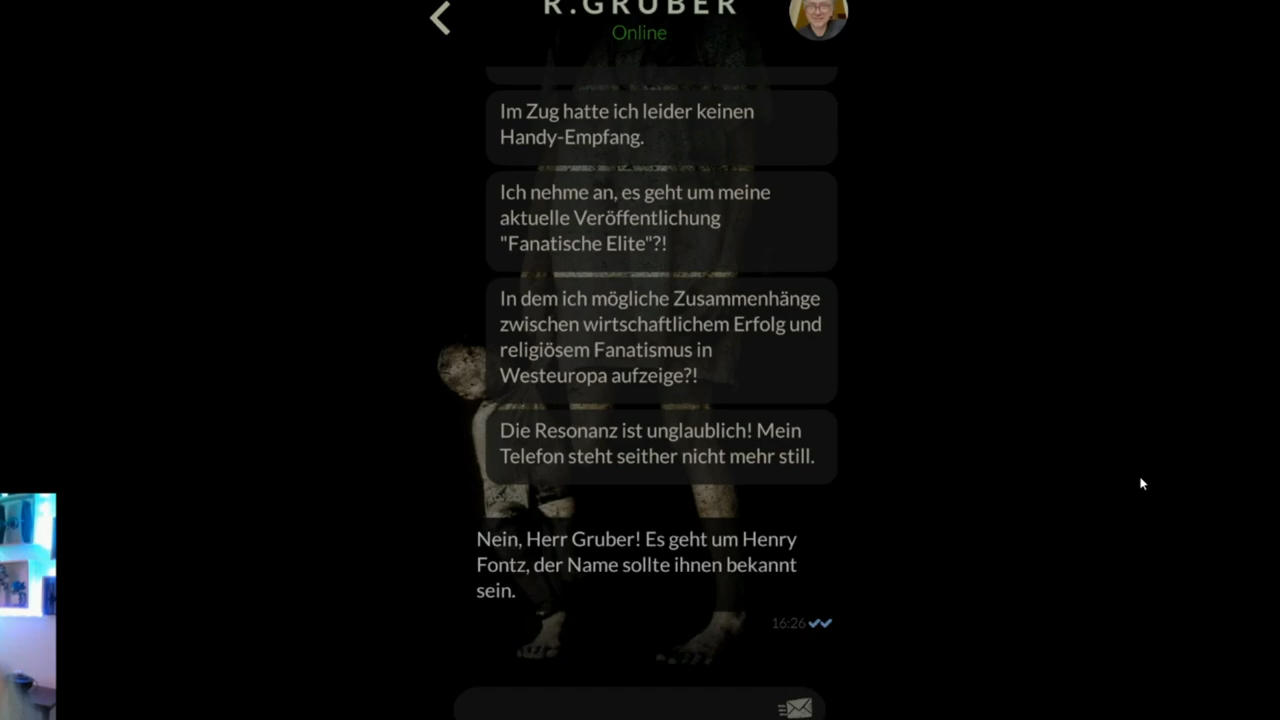 R.GRUBER
Online
Im Zug hatte ich leider keinen
Handy-Empfang.
Ich nehme an, es geht um meine
aktuelle Veröffentlichung
"Fanatische Elite"?!
In dem ich mögliche Zusammenhänge
zwischen wirtschaftlichem Erfolg und
religiösem Fanatismus in
Westeuropa aufzeige?!
Die Resonanz ist unglaublich! Mein
Telefon steht seither nicht mehr still.
Nein, Herr Gruber! Es geht um Henry
Fontz, der Name sollte ihnen bekannt
sein.
16:26